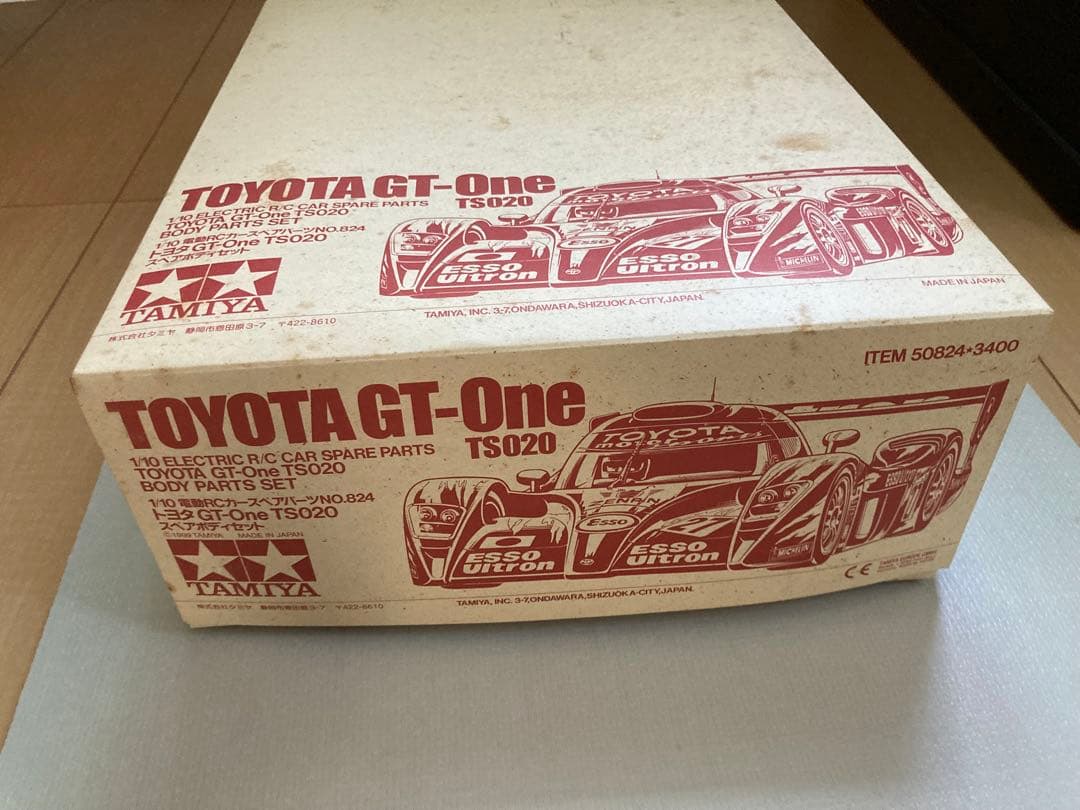 TOYOTA GT-One
TS020
1/10 ELECTRIC R/C CAR SPARE PARTS
TOYOTA GT-One TS020
BODY PARTS SET
1/10 電動RCカースペアパーツNO.824
トヨタ GT-One TS020
スペアボディセット
TAMIYA
株式会社タミヤ 静岡市恩田原3-7 〒422-8610
TAMIYA, INC. 3-7,ONDAWARA,SHIZUOKA-CITY,JAPAN.
MADE IN JAPAN
TOYOTA
Esso
ESSO
Ultron
ESSO
Ultron
MICHELIN
ITEM 50824*3400
TOYOTA GT-One
TS020
1/10 ELECTRIC R/C CAR SPARE PARTS
TOYOTA GT-One TS020
BODY PARTS SET
1/10 電動RCカースペアパーツNO.824
トヨタ GT-One TS020
スペアボディセット
©1999 TAMIYA MADE IN JAPAN
TAMIYA
株式会社タミヤ 静岡市恩田原3-7 〒422-8610
TAMIYA, INC. 3-7,ONDAWARA,SHIZUOKA-CITY,JAPAN.
TOYOTA
motorsports
ZENRIN
Esso
ESSO
Ultron
ESSO
Ultron
MICHELIN
CE